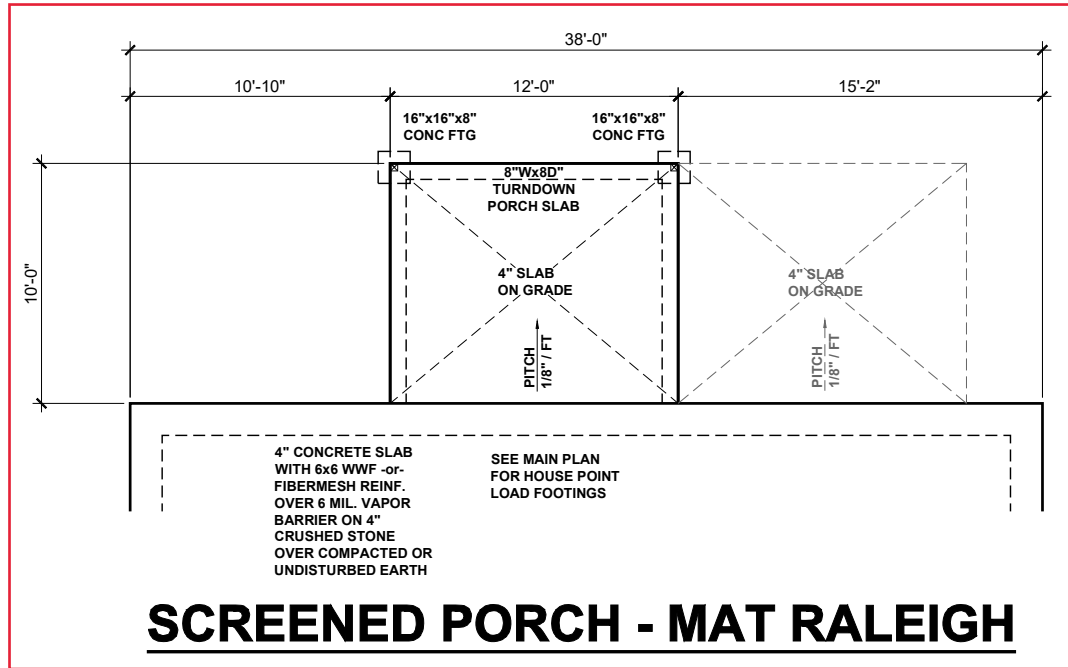 38'-0"
10'-10"
12'-0"
15'-2"
16"x16"x8"
CONC FTG
16"x16"x8"
CONC FTG
8"Wx8D"
TURNDOWN
PORCH SLAB
10'-0"
4" SLAB
ON GRADE
4" SLAB
ON GRADE
PITCH
1/8" / FT
PITCH
1/8" / FT
4" CONCRETE SLAB
WITH 6x6 WWF -or-
FIBERMESH REINF.
OVER 6 MIL. VAPOR
BARRIER ON 4"
CRUSHED STONE
OVER COMPACTED OR
UNDISTURBED EARTH
SEE MAIN PLAN
FOR HOUSE POINT
LOAD FOOTINGS
SCREENED PORCH - MAT RALEIGH